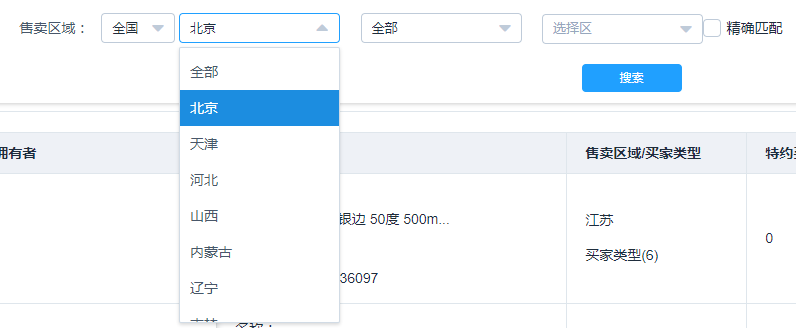 售卖区域： 全国 北京 全部 选择区 精确匹配
搜索
全部
北京
天津
河北
山西
内蒙古
辽宁
拥有者 售卖区域/买家类型
银边 50度 500m...
江苏
买家类型(6)
0
36097